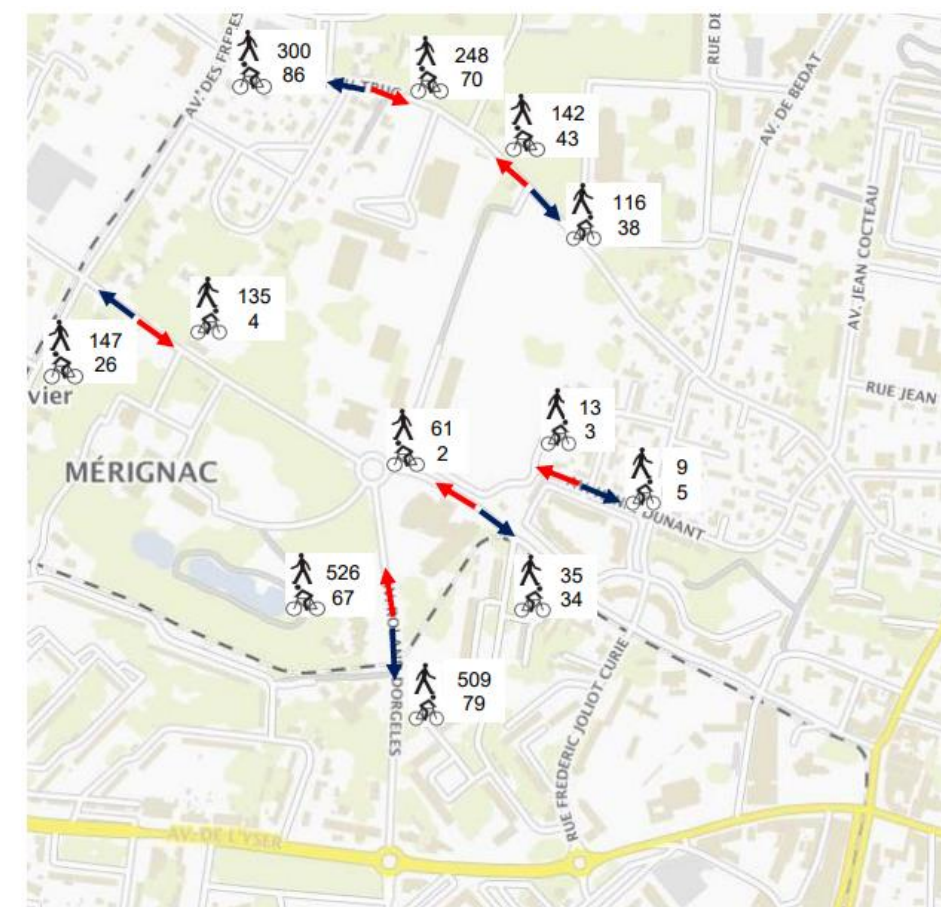 AV. DES FRERES
300
86
248
70
RUE DE
142
43
AV. DE BEDAT
116
38
AV. JEAN COCTEAU
135
4
147
26
vier
RUE JEAN
13
3
61
2
MÉRIGNAC
9
5
DUNANT
526
67
35
34
DORGELES
509
79
RUE FREDERIC JOLIOT CURIE
AV. DE L'YSER